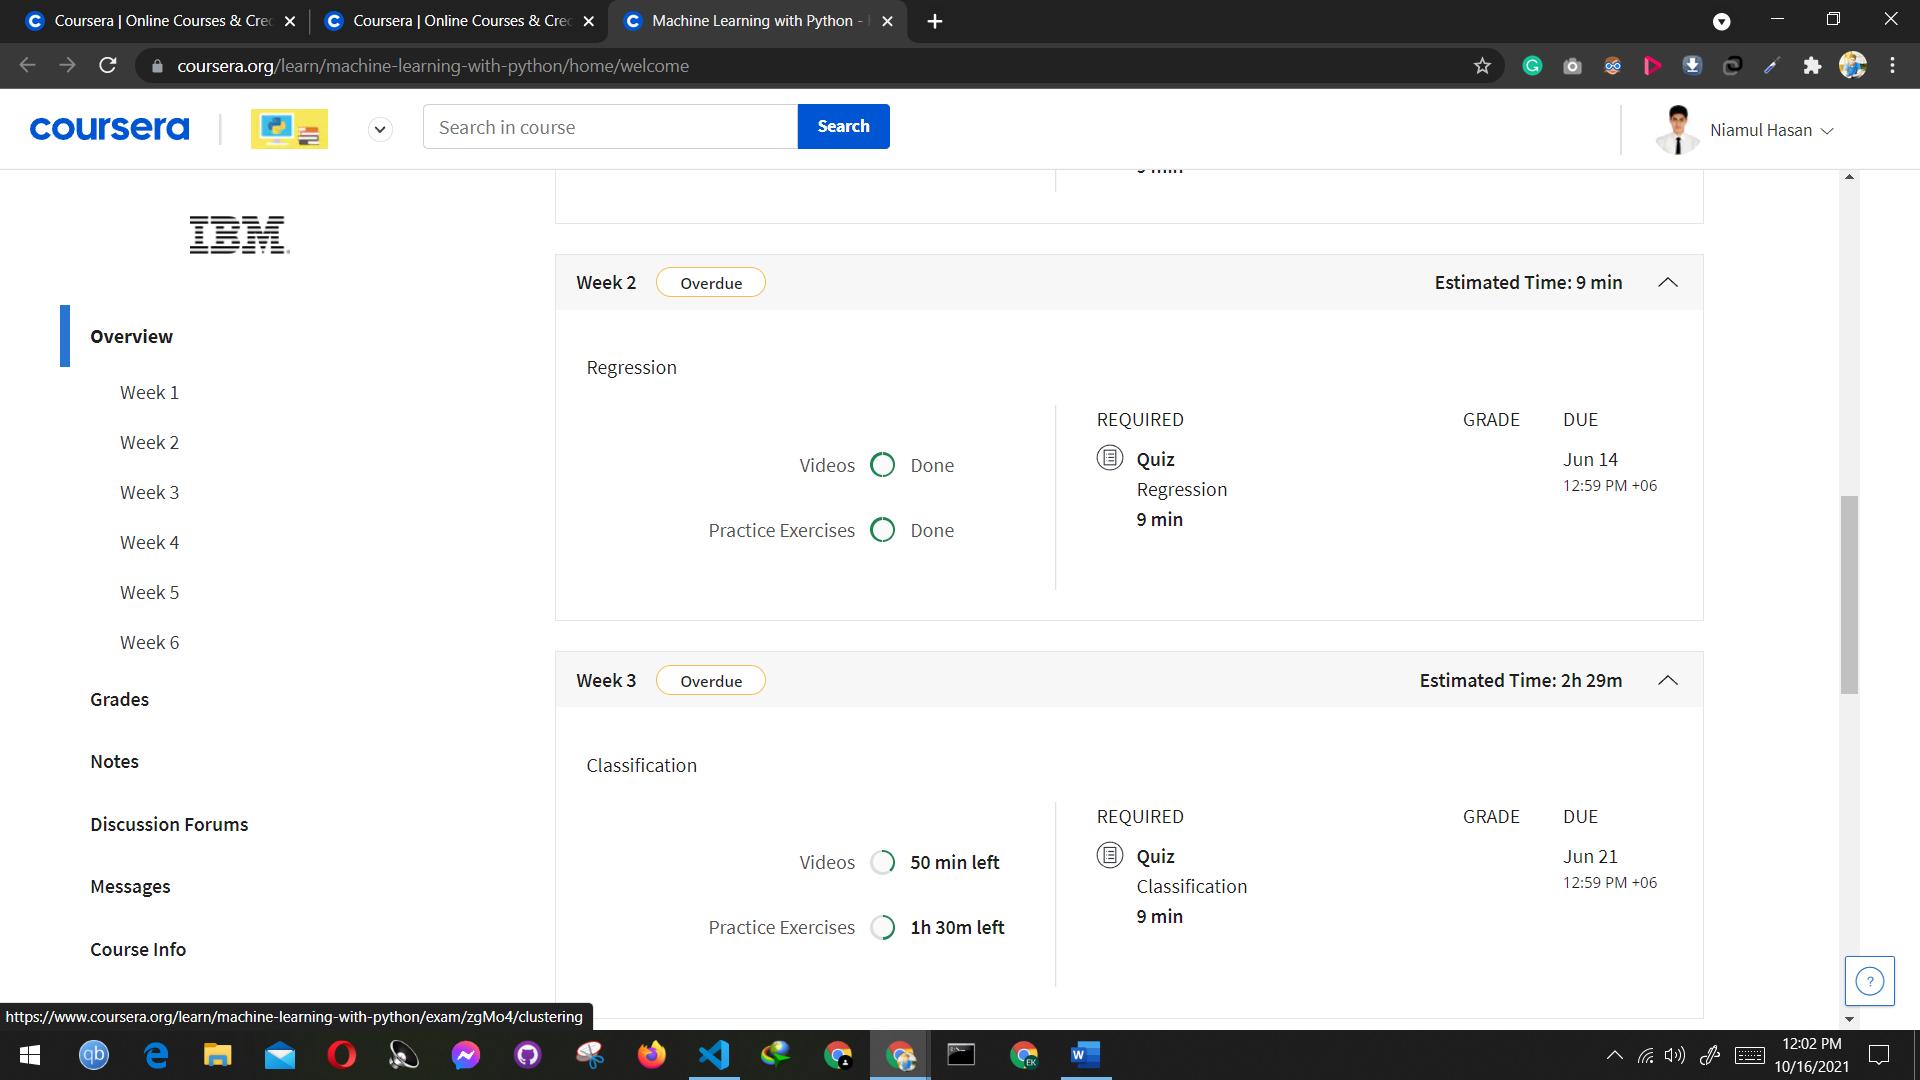 Coursera | Online Courses & Cre
Coursera | Online Courses & Cre
Machine Learning with Python -
coursera.org/learn/machine-learning-with-python/home/welcome
coursera
Search in course
Search
Niamul Hasan
9 min
IBM
Overview
Week 1
Week 2
Week 3
Week 4
Week 5
Week 6
Grades
Notes
Discussion Forums
Messages
Course Info
Week 2
Overdue
Estimated Time: 9 min
Regression
Videos
Done
Practice Exercises
Done
REQUIRED
GRADE
DUE
Quiz
Regression
9 min
Jun 14
12:59 PM +06
Week 3
Overdue
Estimated Time: 2h 29m
Classification
Videos
50 min left
Practice Exercises
1h 30m left
REQUIRED
GRADE
DUE
Quiz
Classification
9 min
Jun 21
12:59 PM +06
?
https://www.coursera.org/learn/machine-learning-with-python/exam/zgMo4/clustering
qb
EK
W
12:02 PM
10/16/2021